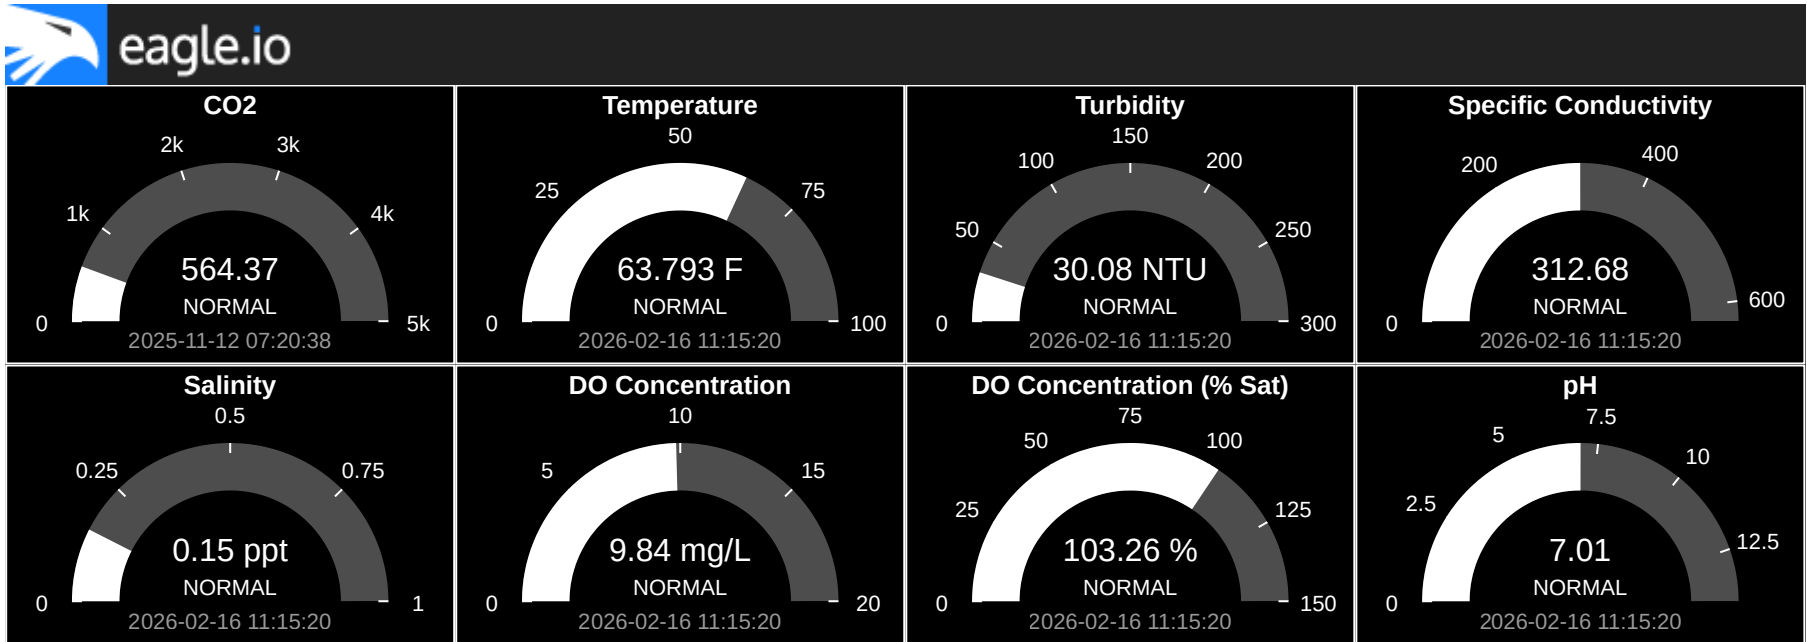 eagle.io
CO2
0
1k
2k
3k
4k
5k
564.37
NORMAL
2025-11-12 07:20:38
Temperature
0
25
50
75
100
63.793 F
NORMAL
2026-02-16 11:15:20
Turbidity
0
50
100
150
200
250
300
30.08 NTU
NORMAL
2026-02-16 11:15:20
Specific Conductivity
0
200
400
600
312.68
NORMAL
2026-02-16 11:15:20
Salinity
0
0.25
0.5
0.75
1
0.15 ppt
NORMAL
2026-02-16 11:15:20
DO Concentration
0
5
10
15
20
9.84 mg/L
NORMAL
2026-02-16 11:15:20
DO Concentration (% Sat)
0
25
50
75
100
125
150
103.26 %
NORMAL
2026-02-16 11:15:20
pH
0
2.5
5
7.5
10
12.5
7.01
NORMAL
2026-02-16 11:15:20